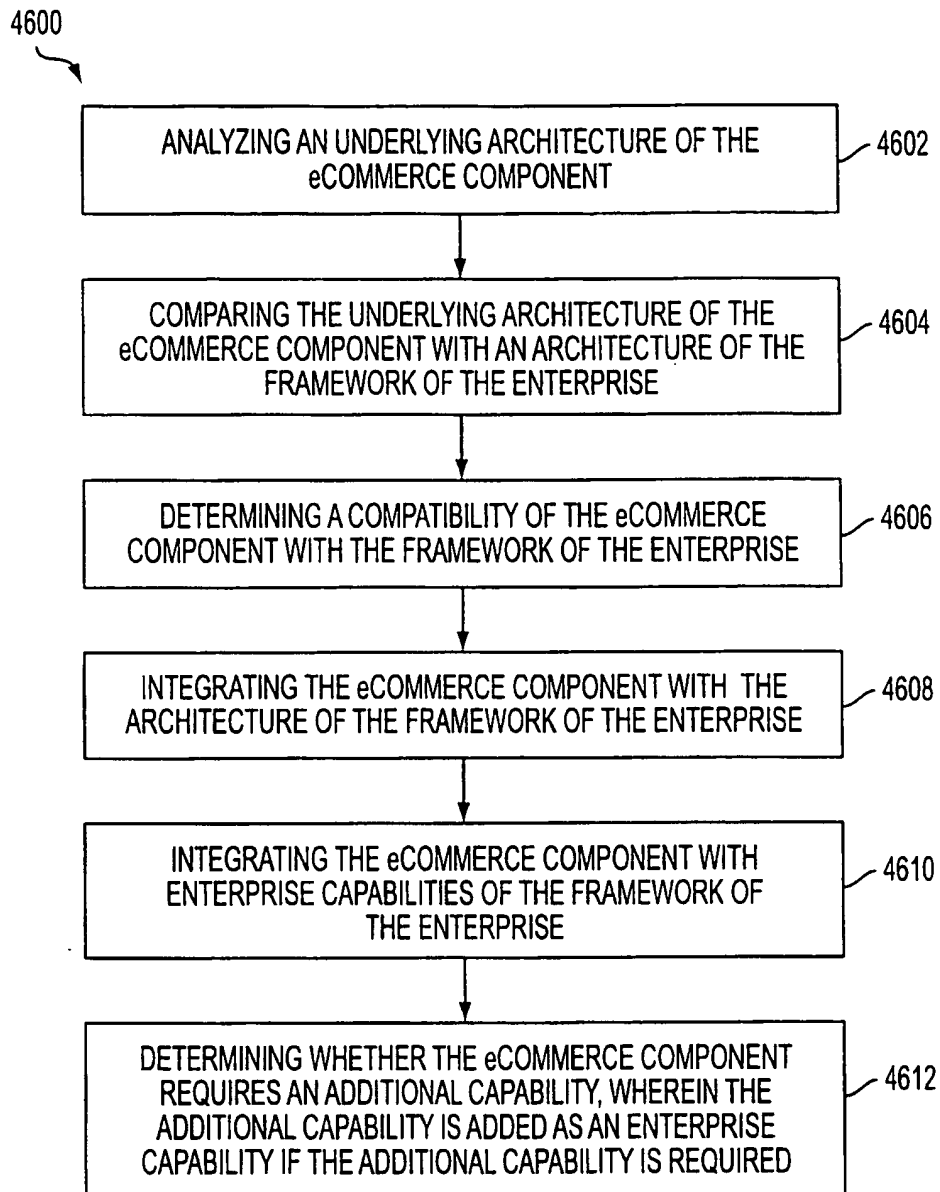 4600
ANALYZING AN UNDERLYING ARCHITECTURE OF THE
eCOMMERCE COMPONENT
4602
COMPARING THE UNDERLYING ARCHITECTURE OF THE
eCOMMERCE COMPONENT WITH AN ARCHITECTURE OF THE
FRAMEWORK OF THE ENTERPRISE
4604
DETERMINING A COMPATIBILITY OF THE eCOMMERCE
COMPONENT WITH THE FRAMEWORK OF THE ENTERPRISE
4606
INTEGRATING THE eCOMMERCE COMPONENT WITH THE
ARCHITECTURE OF THE FRAMEWORK OF THE ENTERPRISE
4608
INTEGRATING THE eCOMMERCE COMPONENT WITH
ENTERPRISE CAPABILITIES OF THE FRAMEWORK OF
THE ENTERPRISE
4610
DETERMINING WHETHER THE eCOMMERCE COMPONENT
REQUIRES AN ADDITIONAL CAPABILITY, WHEREIN THE
ADDITIONAL CAPABILITY IS ADDED AS AN ENTERPRISE
CAPABILITY IF THE ADDITIONAL CAPABILITY IS REQUIRED
4612